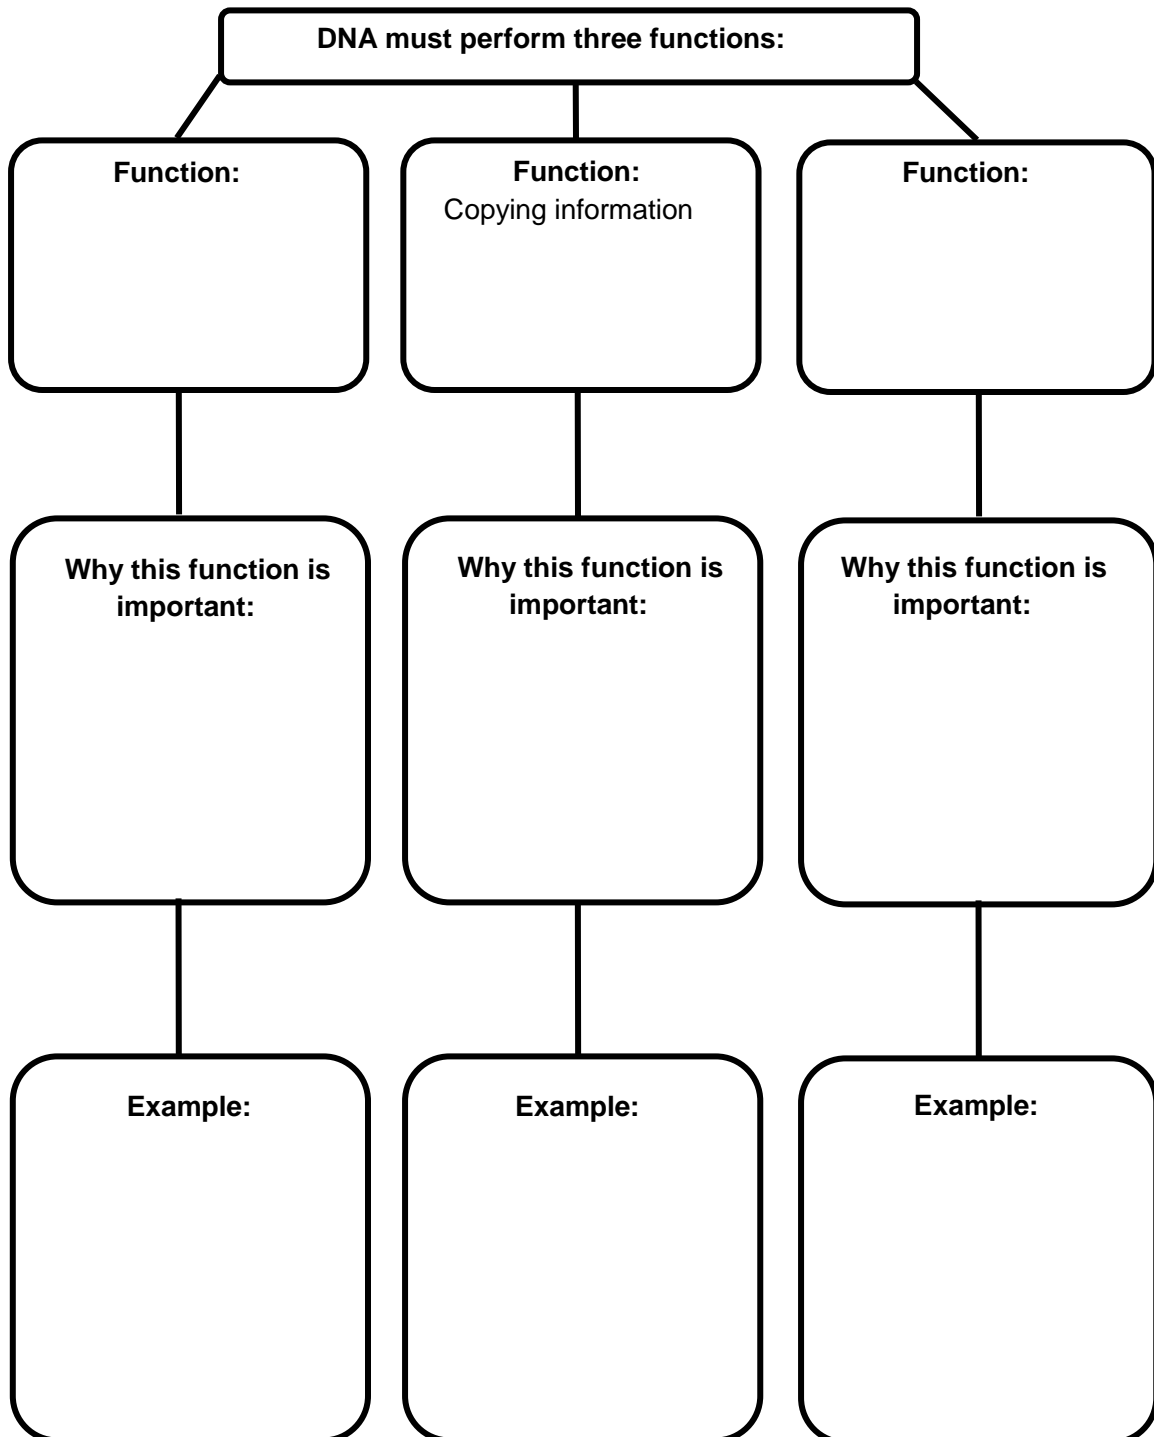 DNA must perform three functions:
Function:
Function:
Copying information
Function:
Why this function is
important:
Why this function is
important:
Why this function is
important:
Example:
Example:
Example: